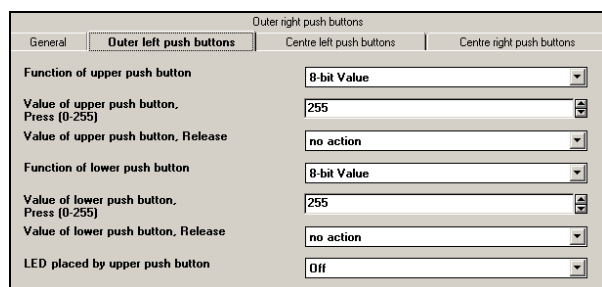 Outer right push buttons
General Outer left push buttons Centre left push buttons Centre right push buttons
Function of upper push button 8-bit Value
Value of upper push button,
Press (0-255) 255
Value of upper push button, Release no action
Function of lower push button 8-bit Value
Value of lower push button,
Press (0-255) 255
Value of lower push button, Release no action
LED placed by upper push button Off